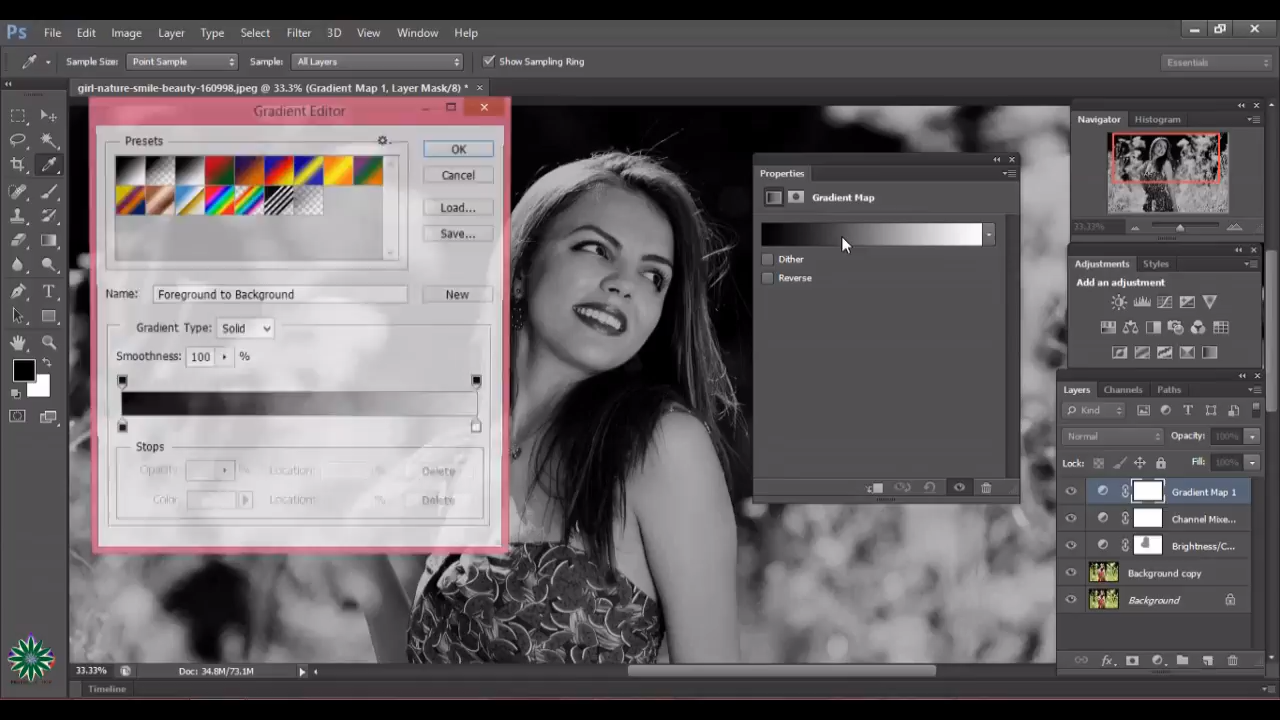 Ps File Edit Image Layer Type Select Filter 3D View Window Help
Sample Size: Point Sample Sample: All Layers Show Sampling Ring Essentials
girl-nature-smile-beauty-160998.jpeg @ 33.3% (Gradient Map 1, Layer Mask/8) * ×
Gradient Editor
Presets
OK
Cancel
Load...
Save...
Name: Foreground to Background New
Gradient Type: Solid
Smoothness: 100 %
Stops
Opacity: Location: % Delete
Color: Location: % Delete
Properties
Gradient Map
Dither
Reverse
Navigator Histogram
33.33%
Adjustments Styles
Add an adjustment
Layers Channels Paths
Kind
Normal Opacity: 100%
Lock: Fill: 100%
Gradient Map 1
Channel Mixe...
Brightness/C...
Background copy
Background
33.33% Doc: 34.8M/73.1M
Timeline